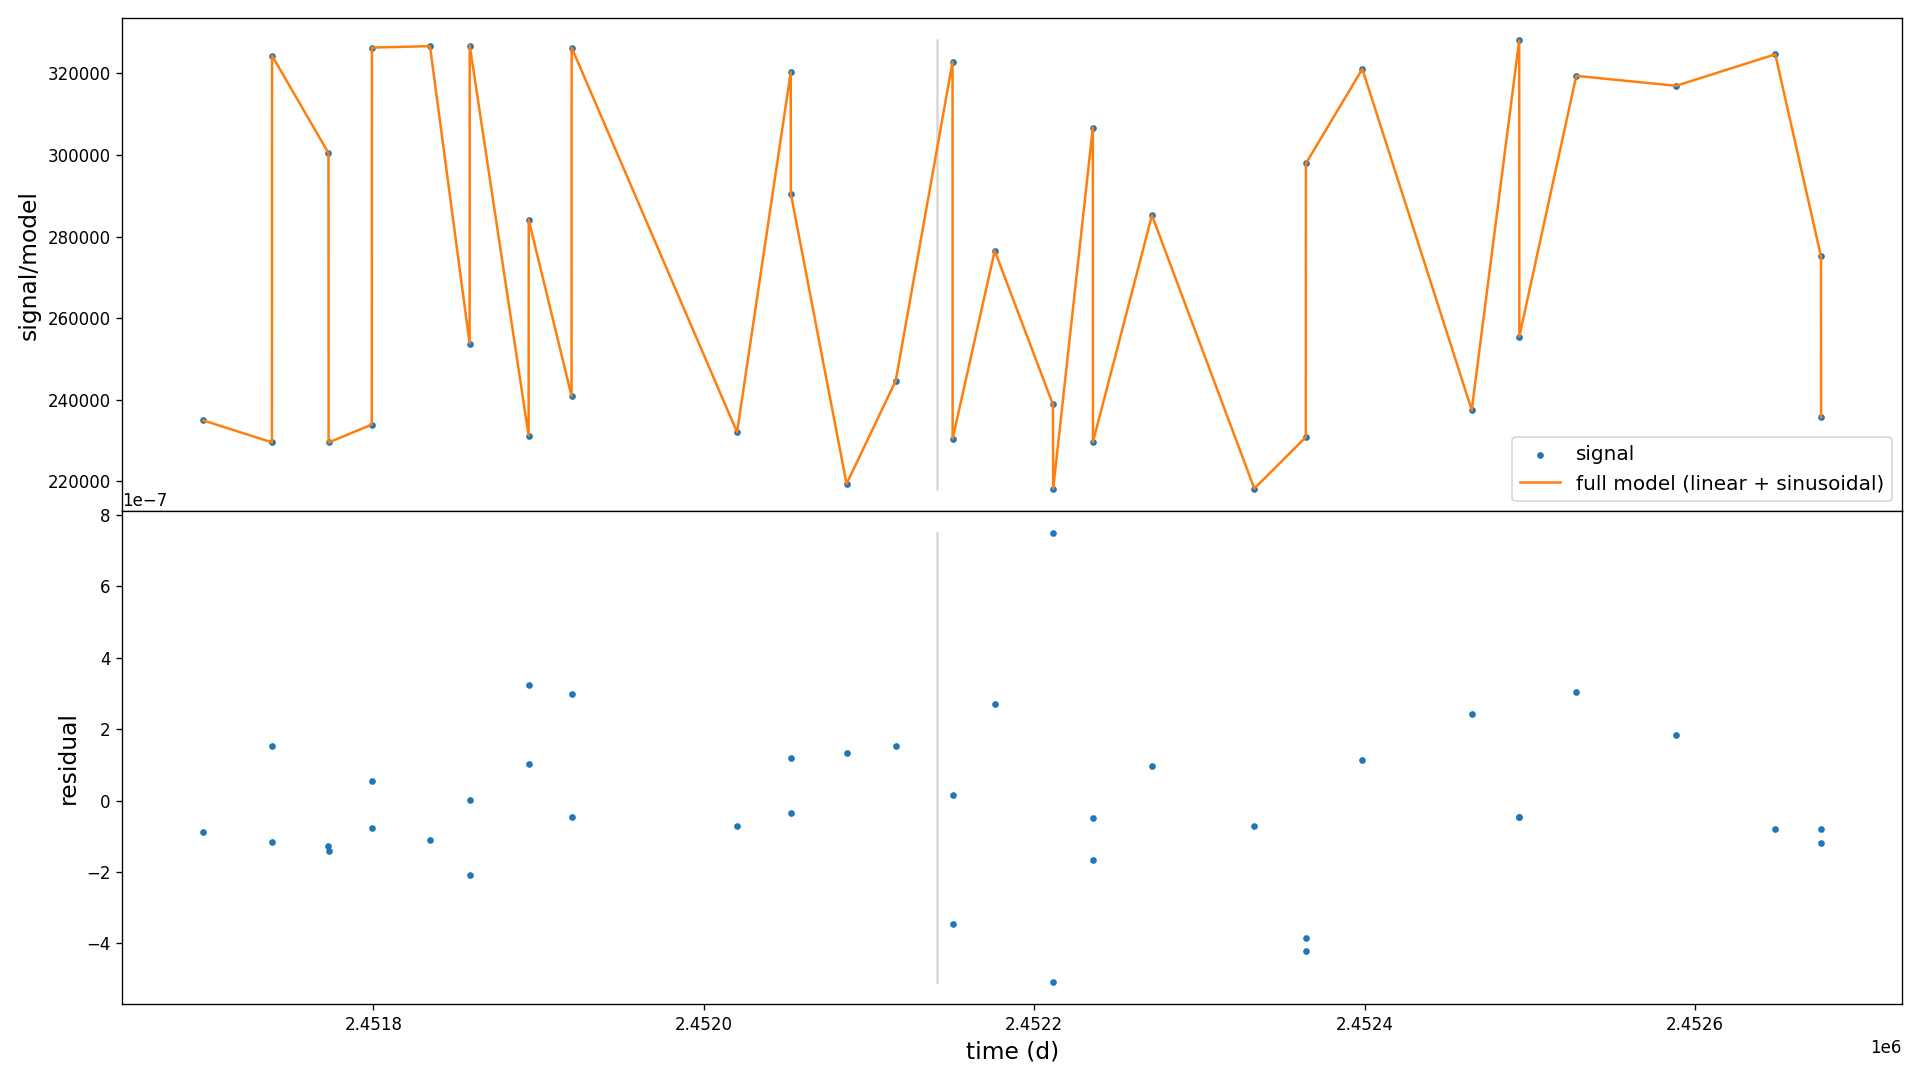 320000
300000
280000
260000
240000
220000
signal/model
signal
full model (linear + sinusoidal)
1e−7
8
6
4
2
0
−2
−4
residual
2.4518
2.4520
2.4522
2.4524
2.4526
time (d)
1e6